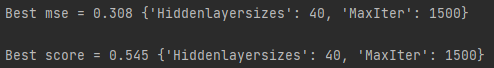 Best mse = 0.308 {'Hiddenlayersizes': 40, 'MaxIter': 1500}
Best score = 0.545 {'Hiddenlayersizes': 40, 'MaxIter': 1500}